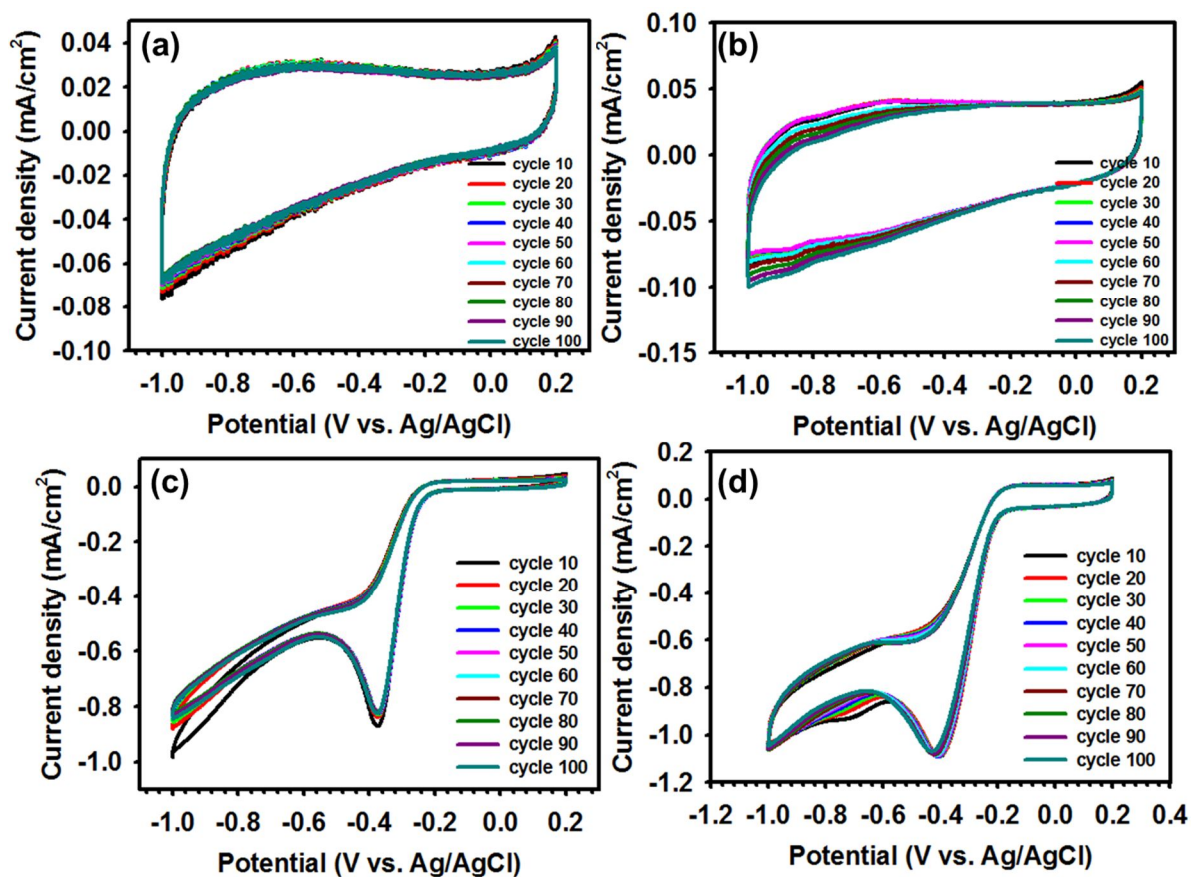 (a)
Current density (mA/cm²)
0.04
0.02
0.00
-0.02
-0.04
-0.06
-0.08
-0.10
cycle 10
cycle 20
cycle 30
cycle 40
cycle 50
cycle 60
cycle 70
cycle 80
cycle 90
cycle 100
-1.0 -0.8 -0.6 -0.4 -0.2 0.0 0.2
Potential (V vs. Ag/AgCl)
(b)
Current density (mA/cm²)
0.10
0.05
0.00
-0.05
-0.10
-0.15
cycle 10
cycle 20
cycle 30
cycle 40
cycle 50
cycle 60
cycle 70
cycle 80
cycle 90
cycle 100
-1.0 -0.8 -0.6 -0.4 -0.2 0.0 0.2
Potential (V vs. Ag/AgCl)
(c)
Current density (mA/cm²)
0.0
-0.2
-0.4
-0.6
-0.8
-1.0
cycle 10
cycle 20
cycle 30
cycle 40
cycle 50
cycle 60
cycle 70
cycle 80
cycle 90
cycle 100
-1.0 -0.8 -0.6 -0.4 -0.2 0.0 0.2
Potential (V vs. Ag/AgCl)
(d)
Current density (mA/cm²)
0.2
0.0
-0.2
-0.4
-0.6
-0.8
-1.0
-1.2
cycle 10
cycle 20
cycle 30
cycle 40
cycle 50
cycle 60
cycle 70
cycle 80
cycle 90
cycle 100
-1.2 -1.0 -0.8 -0.6 -0.4 -0.2 0.0 0.2 0.4
Potential (V vs. Ag/AgCl)